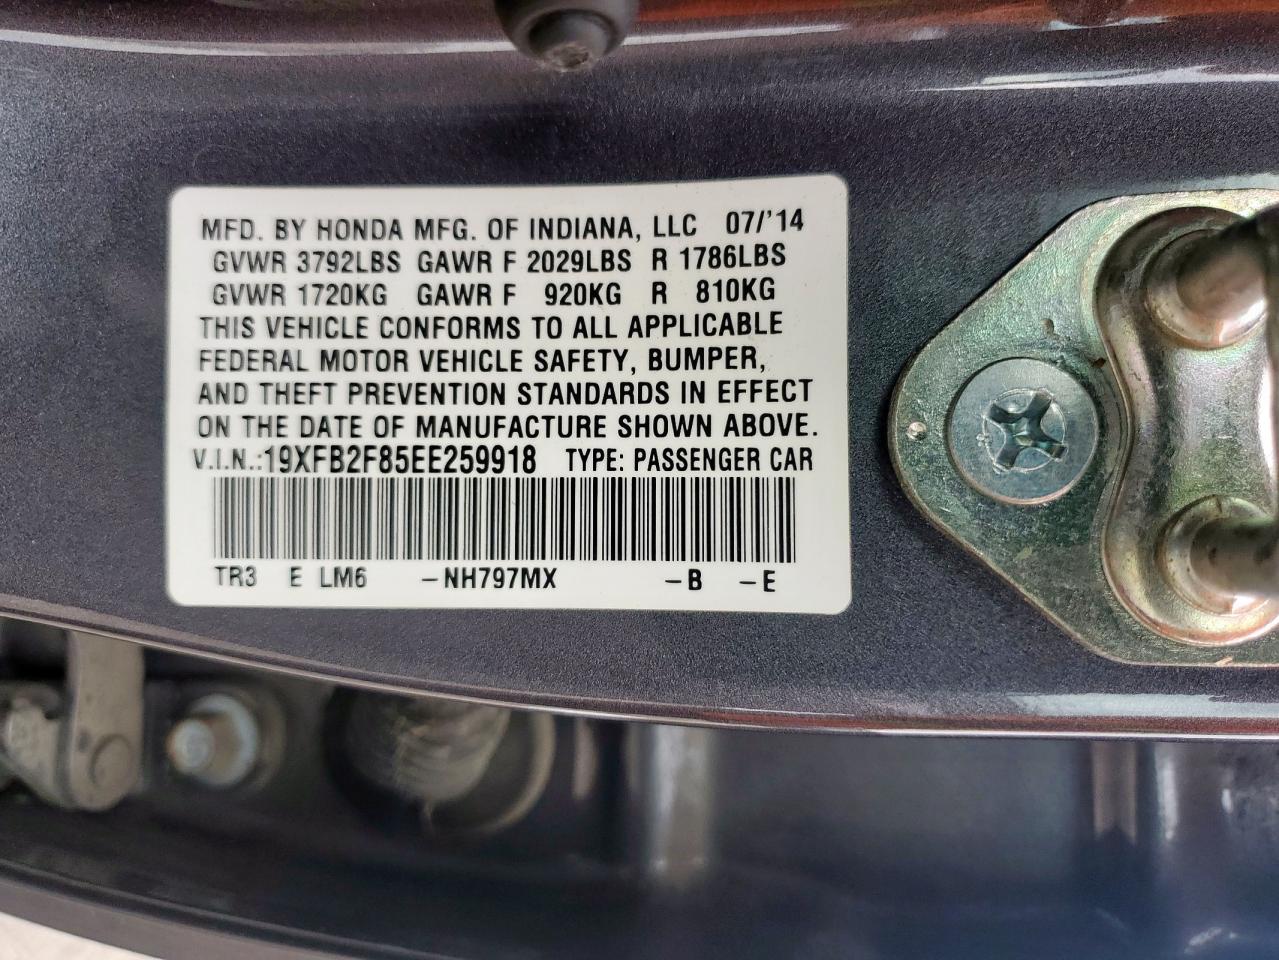 MFD. BY HONDA MFG. OF INDIANA, LLC 07/'14
GVWR 3792LBS GAWR F 2029LBS R 1786LBS
GVWR 1720KG GAWR F 920KG R 810KG
THIS VEHICLE CONFORMS TO ALL APPLICABLE
FEDERAL MOTOR VEHICLE SAFETY, BUMPER,
AND THEFT PREVENTION STANDARDS IN EFFECT
ON THE DATE OF MANUFACTURE SHOWN ABOVE.
V.I.N.:19XFB2F85EE259918 TYPE: PASSENGER CAR
TR3 E LM6 -NH797MX -B -E